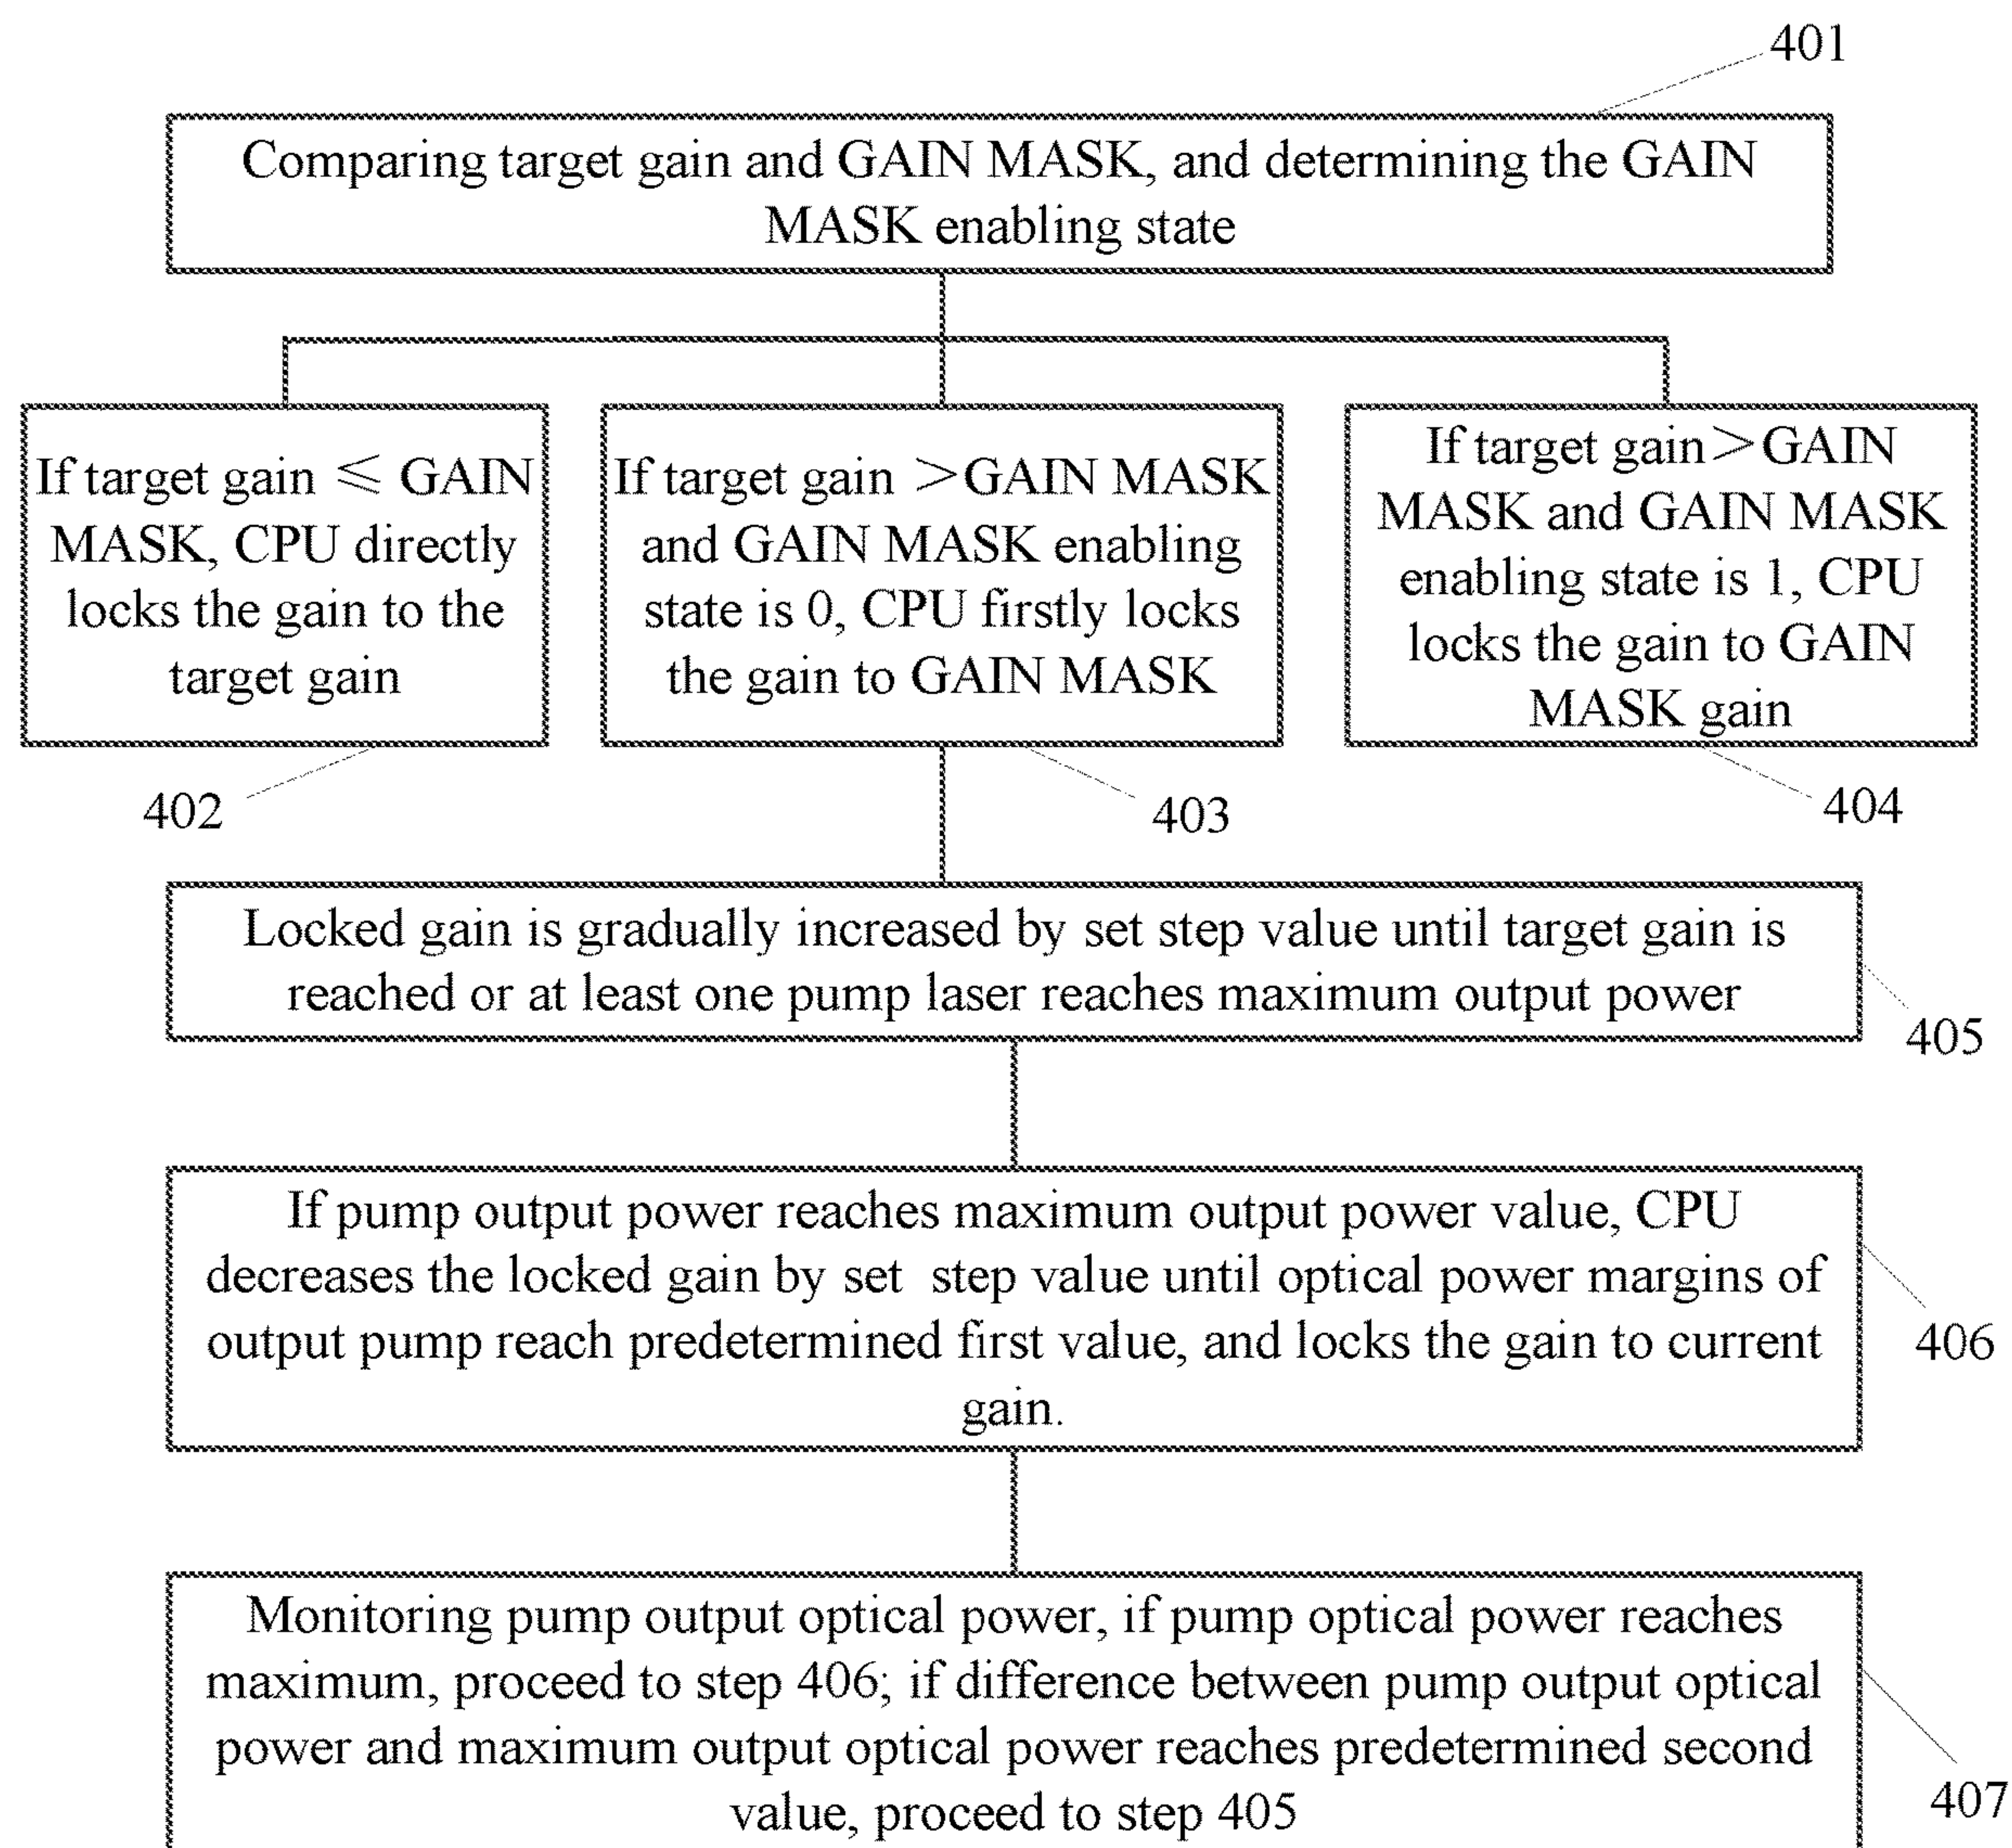 401
Comparing target gain and GAIN MASK, and determining the GAIN
MASK enabling state
If target gain ≤ GAIN
MASK, CPU directly
locks the gain to the
target gain
402
If target gain >GAIN MASK
and GAIN MASK enabling
state is 0, CPU firstly locks
the gain to GAIN MASK
403
If target gain>GAIN
MASK and GAIN MASK
enabling state is 1, CPU
locks the gain to GAIN
MASK gain
404
Locked gain is gradually increased by set step value until target gain is
reached or at least one pump laser reaches maximum output power
405
If pump output power reaches maximum output power value, CPU
decreases the locked gain by set step value until optical power margins of
output pump reach predetermined first value, and locks the gain to current
gain.
406
Monitoring pump output optical power, if pump optical power reaches
maximum, proceed to step 406; if difference between pump output optical
power and maximum output optical power reaches predetermined second
value, proceed to step 405
407